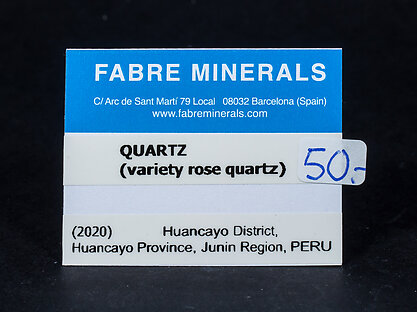 FABRE MINERALS
C/ Arc de Sant Martí 79 Local 08032 Barcelona (Spain)
www.fabreminerals.com
QUARTZ
(variety rose quartz)
50.-
(2020) Huancayo District,
Huancayo Province, Junin Region, PERU